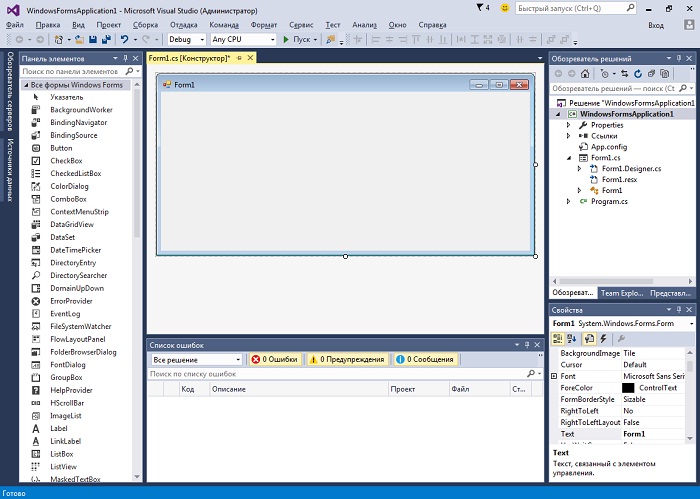 WindowsFormsApplication1 - Microsoft Visual Studio (Администратор)
4
Быстрый запуск (Ctrl+Q)
Файл Правка Вид Проект Сборка Отладка Команда Формат Сервис Тест Анализ Окно Справка
Вход
Debug Any CPU Пуск
Обозреватель серверов
Источники данных
Панель элементов
Поиск по панели элементов
Все формы Windows Forms
Указатель
BackgroundWorker
BindingNavigator
BindingSource
Button
CheckBox
CheckedListBox
ColorDialog
ComboBox
ContextMenuStrip
DataGridView
DataSet
DateTimePicker
DirectoryEntry
DirectorySearcher
DomainUpDown
ErrorProvider
EventLog
FileSystemWatcher
FlowLayoutPanel
FolderBrowserDialog
FontDialog
GroupBox
HelpProvider
HScrollBar
ImageList
Label
LinkLabel
ListBox
ListView
MaskedTextBox
Form1.cs [Конструктор]*
Form1
Список ошибок
Все решение
0 Ошибки
0 Предупреждения
0 Сообщения
Поиск по списку ошибок
Код Описание Проект Файл Ст...
Обозреватель решений
Обозреватель решений — поиск (Ct
Решение "WindowsFormsApplication1
WindowsFormsApplication1
Properties
Ссылки
App.config
Form1.cs
Form1.Designer.cs
Form1.resx
Form1
Program.cs
Обозреват... Team Explo... Представл...
Свойства
Form1 System.Windows.Forms.Form
BackgroundImage Tile
Cursor Default
Font Microsoft Sans Serif
ForeColor ControlText
FormBorderStyle Sizable
RightToLeft No
RightToLeftLayout False
Text Form1
Text
Текст, связанный с элементом
управления.
Готово